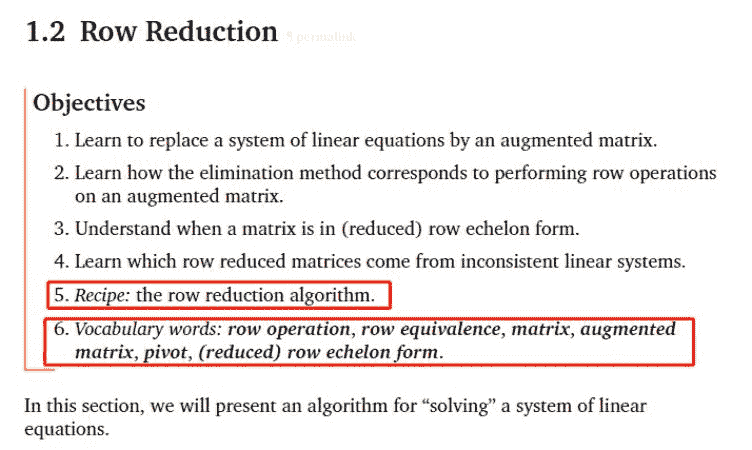 1.2 Row Reduction ¶ permalink
Objectives
1. Learn to replace a system of linear equations by an augmented matrix.
2. Learn how the elimination method corresponds to performing row operations
on an augmented matrix.
3. Understand when a matrix is in (reduced) row echelon form.
4. Learn which row reduced matrices come from inconsistent linear systems.
5. Recipe: the row reduction algorithm.
6. Vocabulary words: row operation, row equivalence, matrix, augmented
matrix, pivot, (reduced) row echelon form.
In this section, we will present an algorithm for “solving” a system of linear
equations.